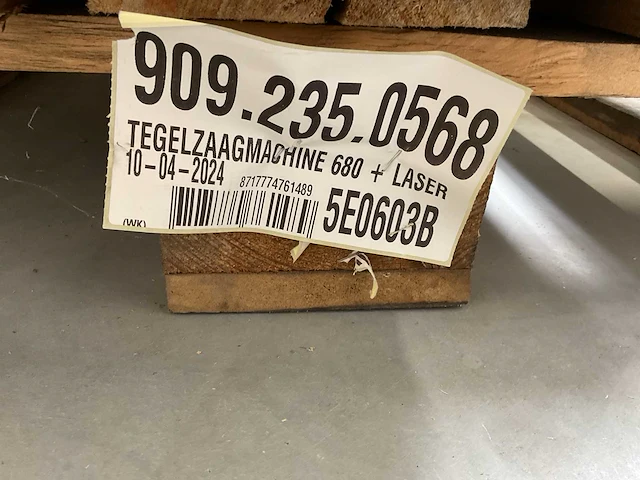 909.235.0568
TEGELZAAGMACHINE 680 + LASER
10-04-2024
8717774761489
(WK)
5E0603B